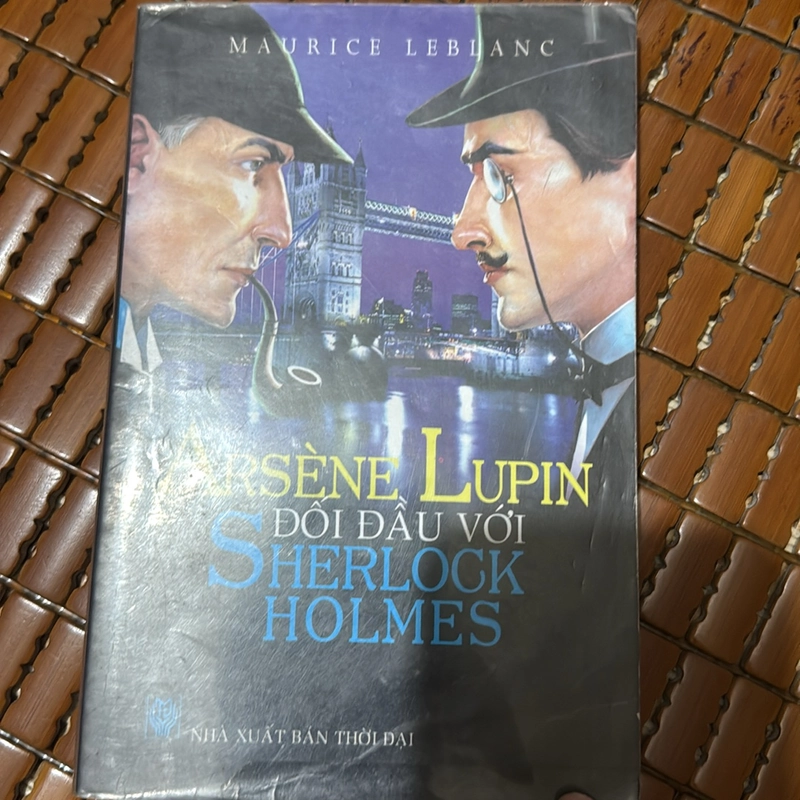 MAURICE LEBLANC
ARSÈNE LUPIN
ĐỐI ĐẦU VỚI
SHERLOCK
HOLMES
NHÀ XUẤT BẢN THỜI ĐẠI